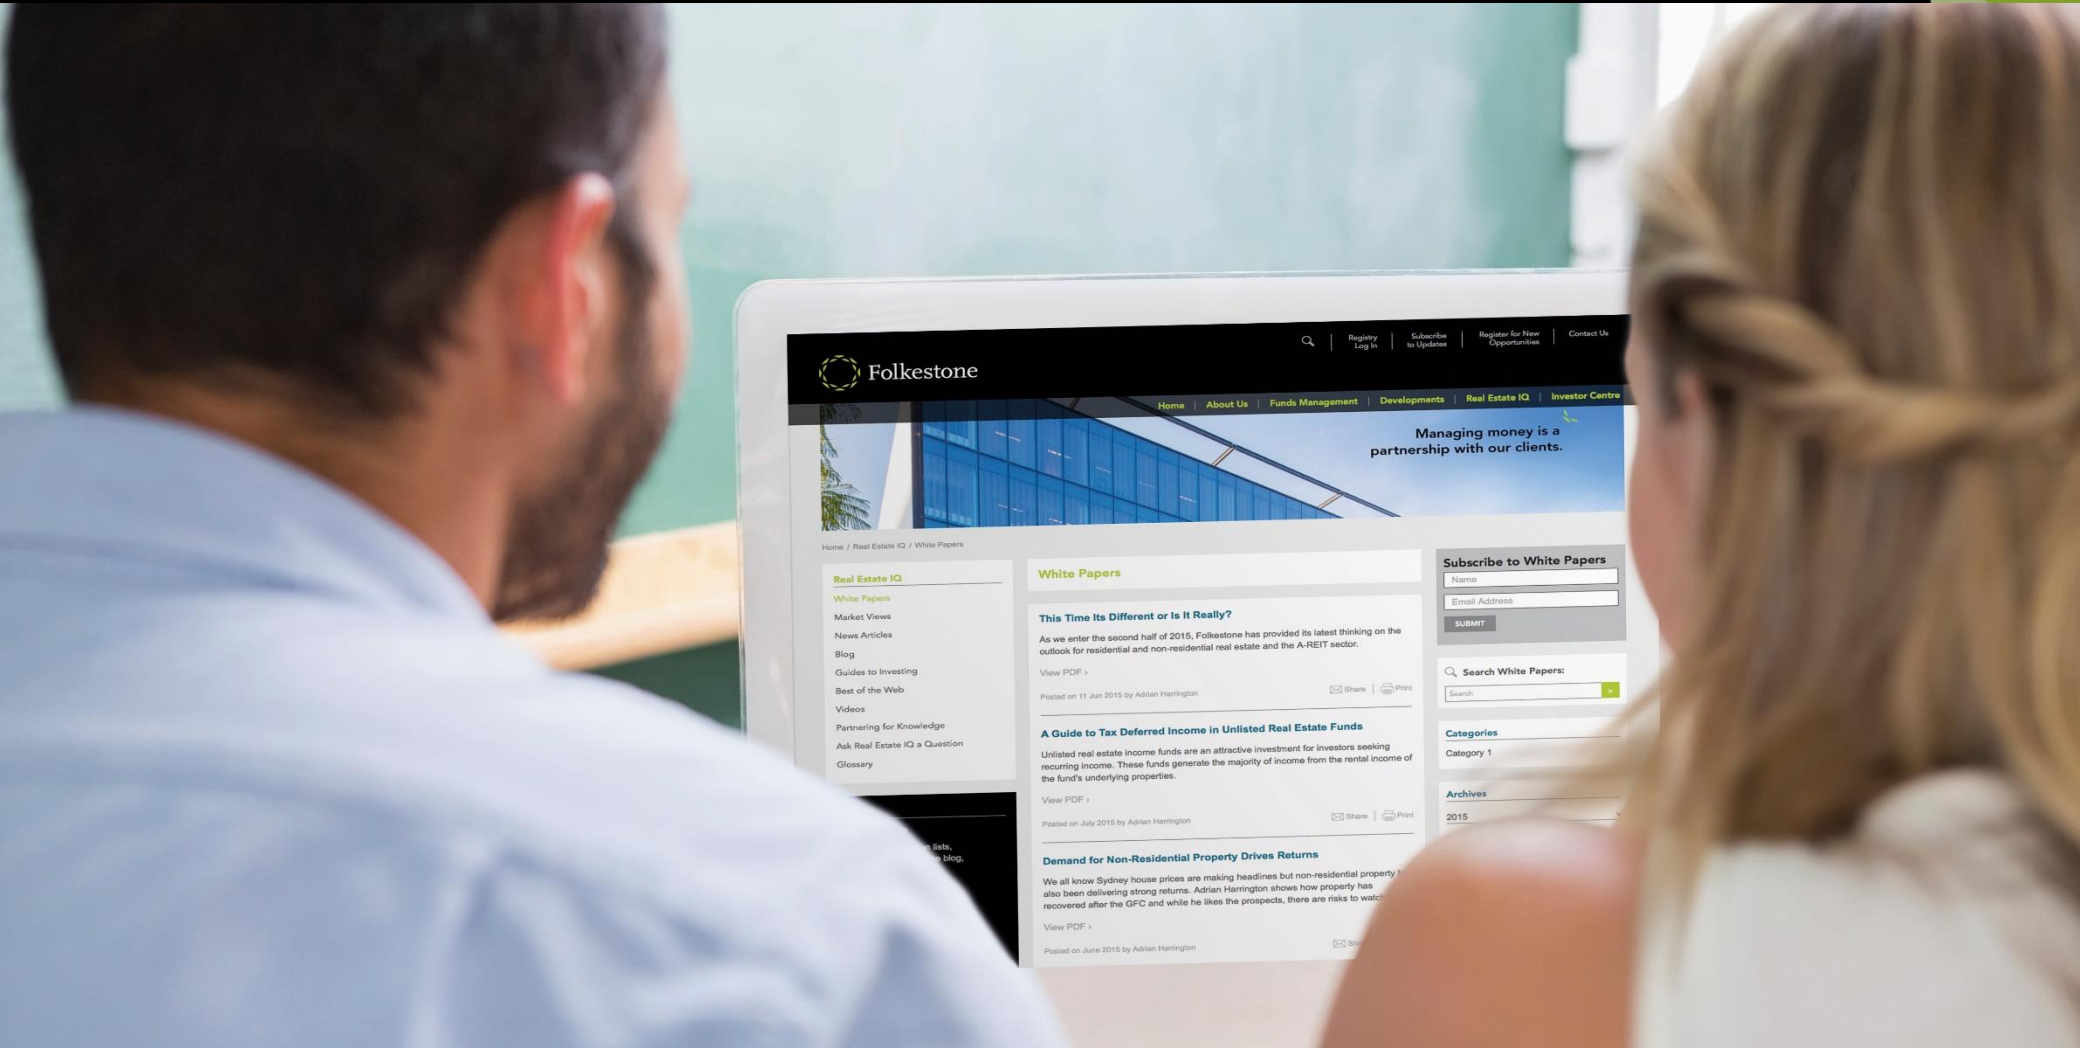 Registry
Log In
Subscribe
to Updates
Register for New
Opportunities
Contact Us
Folkestone
Home | About Us | Funds Management | Developments | Real Estate IQ | Investor Centre
Managing money is a
partnership with our clients.
Home / Real Estate IQ / White Papers
Real Estate IQ
White Papers
Market Views
News Articles
Blog
Guides to Investing
Best of the Web
Videos
Partnering for Knowledge
Ask Real Estate IQ a Question
Glossary
lists,
blog,
White Papers
This Time Its Different or Is It Really?
As we enter the second half of 2015, Folkestone has provided its latest thinking on the
outlook for residential and non-residential real estate and the A-REIT sector.
View PDF ›
Posted on 11 Jun 2015 by Adrian Harrington
Share | Print
A Guide to Tax Deferred Income in Unlisted Real Estate Funds
Unlisted real estate income funds are an attractive investment for investors seeking
recurring income. These funds generate the majority of income from the rental income of
the fund's underlying properties.
View PDF ›
Posted on July 2015 by Adrian Harrington
Share | Print
Demand for Non-Residential Property Drives Returns
We all know Sydney house prices are making headlines but non-residential property
also been delivering strong returns. Adrian Harrington shows how property has
recovered after the GFC and while he likes the prospects, there are risks to watch
View PDF ›
Posted on June 2015 by Adrian Harrington
Subscribe to White Papers
Name
Email Address
SUBMIT
Search White Papers:
Search
>
Categories
Category 1
Archives
2015